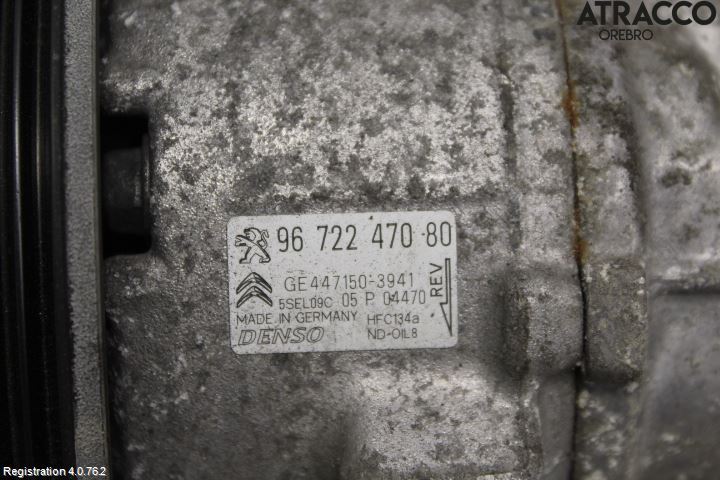 ATRACCO
ÖREBRO
96 722 470 80
GE447150-3941
5SEL09C 05 P 04470
MADE IN GERMANY HFC134a
DENSO ND-OIL8
REV
Registration 4.0.76.2